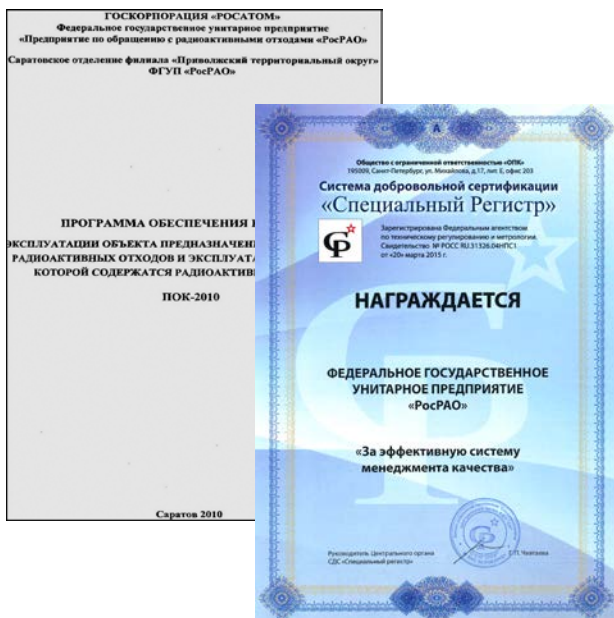 ГОСКОРПОРАЦИЯ «РОСАТОМ»
Федеральное государственное унитарное предприятие
«Предприятие по обращению с радиоактивными отходами «РосРАО»
Саратовское отделение филиала «Приволжский территориальный округ»
ФГУП «РосРАО»
ПРОГРАММА ОБЕСПЕЧЕНИЯ
ЭКСПЛУАТАЦИИ ОБЪЕКТА
РАДИОАКТИВНЫХ ОТХОДОВ И
КОТОРОЙ СОДЕРЖАТСЯ
ПОК-2010
Саратов 2010
А
Общество с ограниченной ответственностью «ОПК»
195009, Санкт-Петербург, ул. Михайлова, д.17, лит. Е, офис 203
Система добровольной сертификации
«Специальный Регистр»
Зарегистрирована Федеральным агентством
по техническому регулированию и метрологии.
Свидетельство № РОСС RU.31326.04НПС1
от «20» марта 2015 г.
НАГРАЖДАЕТСЯ
ФЕДЕРАЛЬНОЕ ГОСУДАРСТВЕННОЕ
УНИТАРНОЕ ПРЕДПРИЯТИЕ
«РосРАО»
«За эффективную систему
менеджмента качества»
Руководитель Центрального органа
СДС «Специальный регистр»